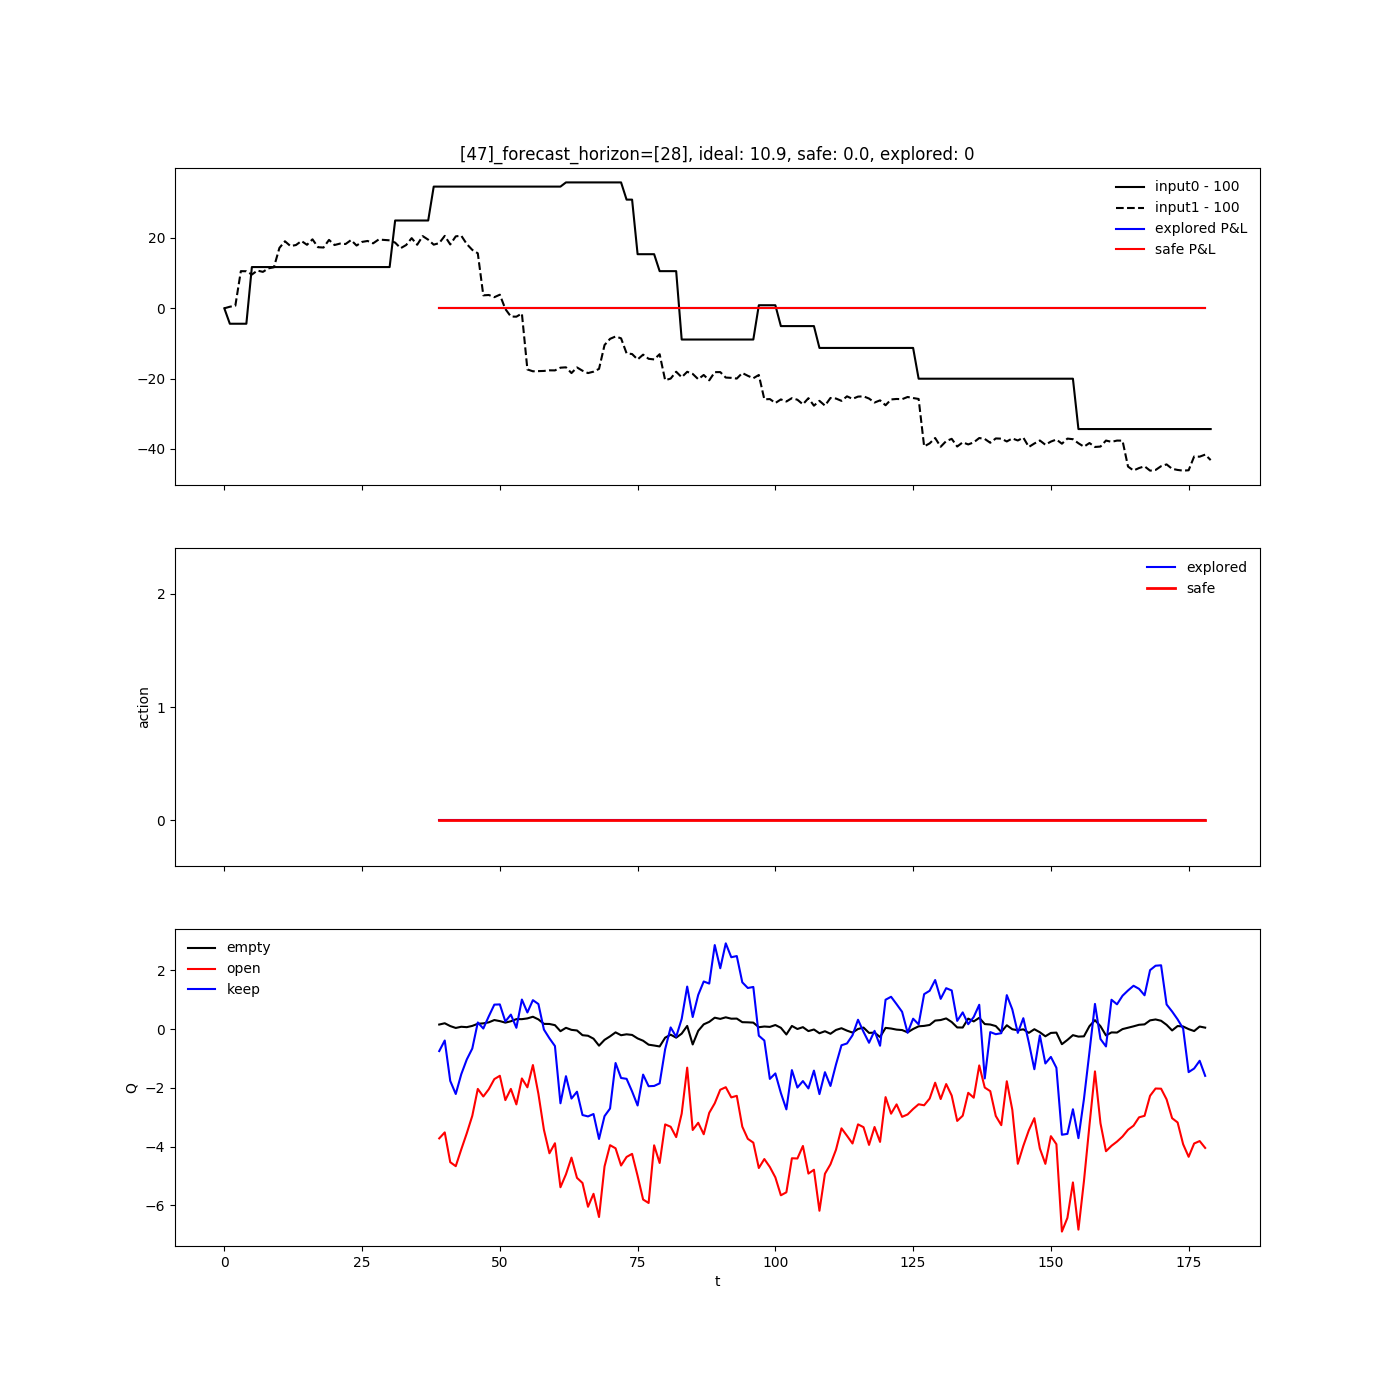 [47]_forecast_horizon=[28], ideal: 10.9, safe: 0.0, explored: 0
input0 - 100
input1 - 100
explored P&L
safe P&L
20
0
−20
−40
explored
safe
2
1
0
action
empty
open
keep
2
0
−2
−4
−6
Q
0 25 50 75 100 125 150 175
t